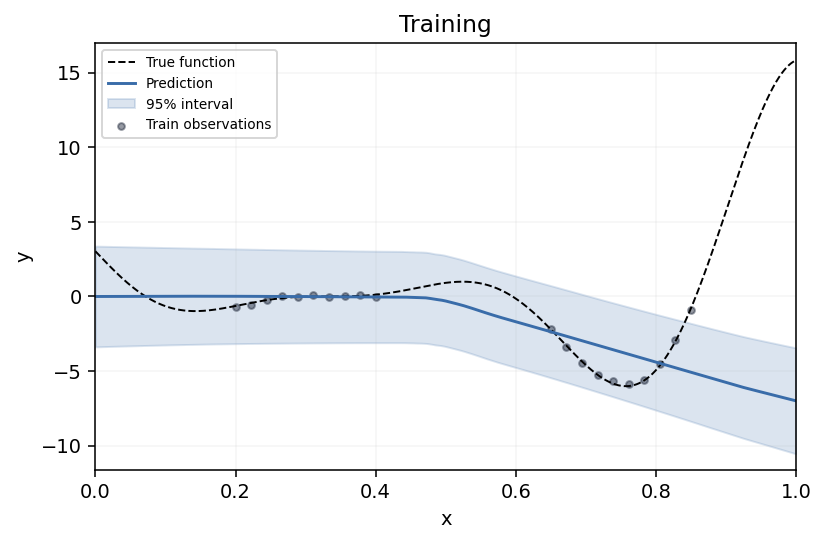 Training
True function
Prediction
95% interval
Train observations
15
10
5
0
−5
−10
y
0.0 0.2 0.4 0.6 0.8 1.0
x